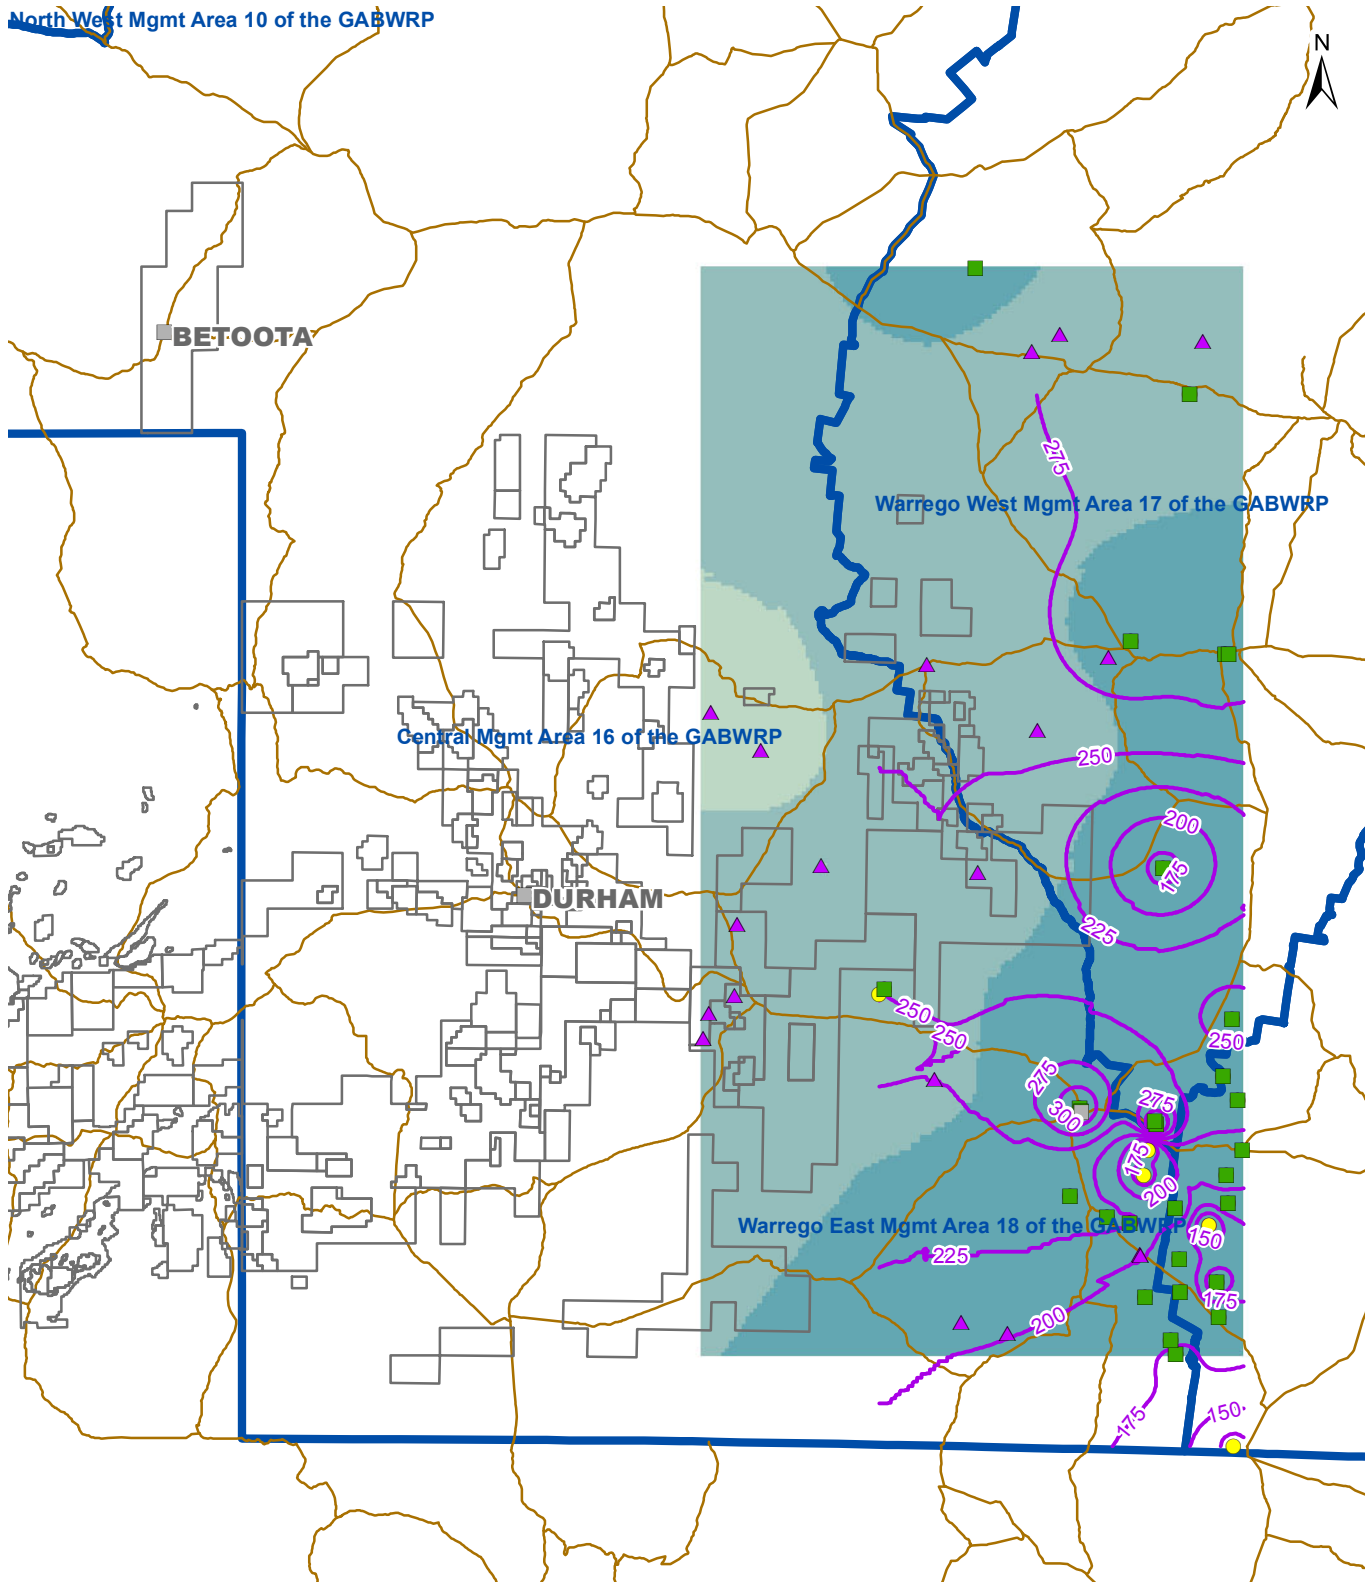 North West Mgmt Area 10 of the GABWRP
N
BETOOTA
275
Warrego West Mgmt Area 17 of the GABWRP
Central Mgmt Area 16 of the GABWRP
250
200
175
DURHAM
225
250
250
250
275
275
300
175
200
Warrego East Mgmt Area 18 of the GABWRP
150
225
175
200
150
175